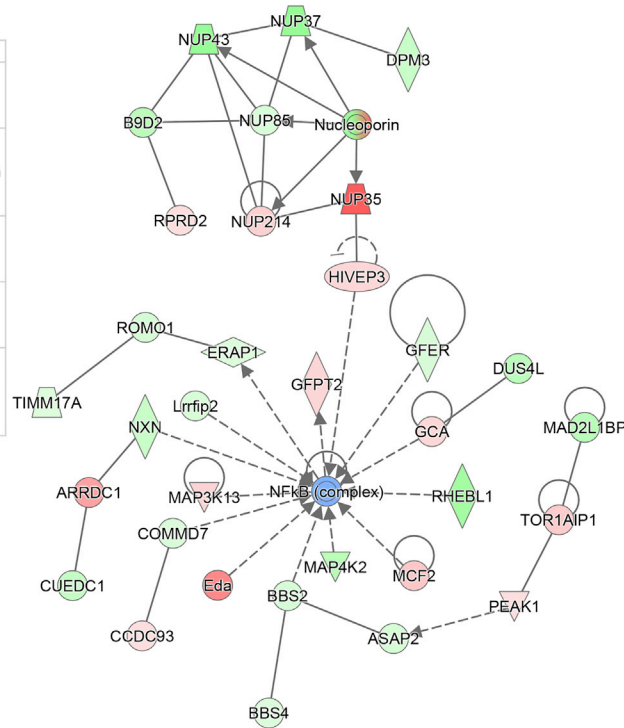 NUP37
NUP43
DPM3
B9D2
NUP85
Nucleoporin
NUP35
RPRD2
NUP214
HIVEP3
ROMO1
ERAP1
GFER
DUS4L
GFPT2
TIMM17A
Lrrfip2
NXN
GCA
MAD2L1BP
ARRDC1
MAP3K13
NFkB (complex)
RHEBL1
TOR1AIP1
COMMD7
CUEDC1
Eda
MAP4K2
MCF2
BBS2
PEAK1
CCDC93
ASAP2
BBS4